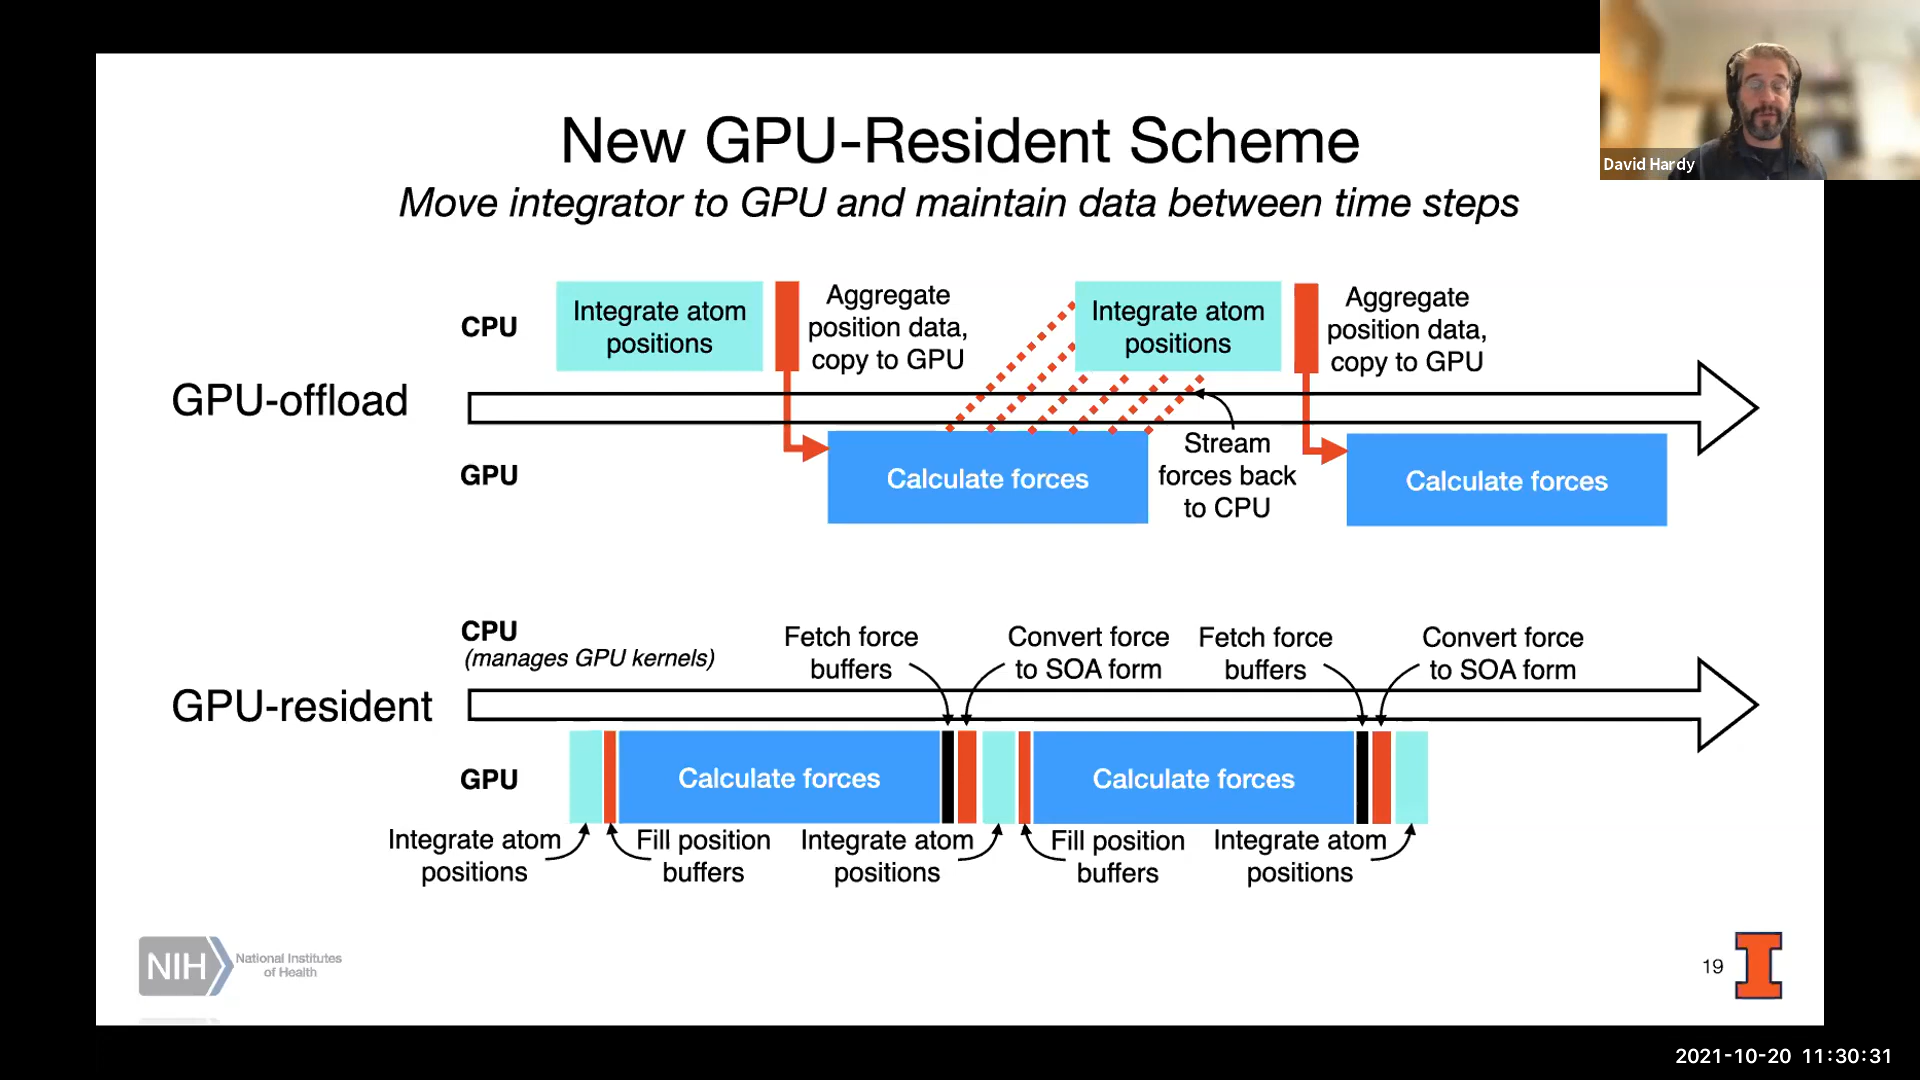 New GPU-Resident Scheme
Move integrator to GPU and maintain data between time steps
David Hardy
CPU
Integrate atom
positions
Aggregate
position data,
copy to GPU
Integrate atom
positions
Aggregate
position data,
copy to GPU
GPU-offload
GPU
Calculate forces
Stream
forces back
to CPU
Calculate forces
CPU
(manages GPU kernels)
Fetch force
buffers
Convert force
to SOA form
Fetch force
buffers
Convert force
to SOA form
GPU-resident
GPU
Calculate forces
Calculate forces
Integrate atom
positions
Fill position
buffers
Integrate atom
positions
Fill position
buffers
Integrate atom
positions
NIH
National Institutes
of Health
19
I
2021-10-20 11:30:31